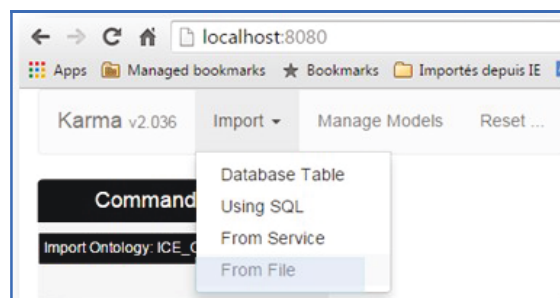 localhost:8080
Apps Managed bookmarks Bookmarks Importés depuis IE
Karma v2.036 Import Manage Models Reset ...
Database Table
Command
Using SQL
Import Ontology: ICE_
From Service
From File